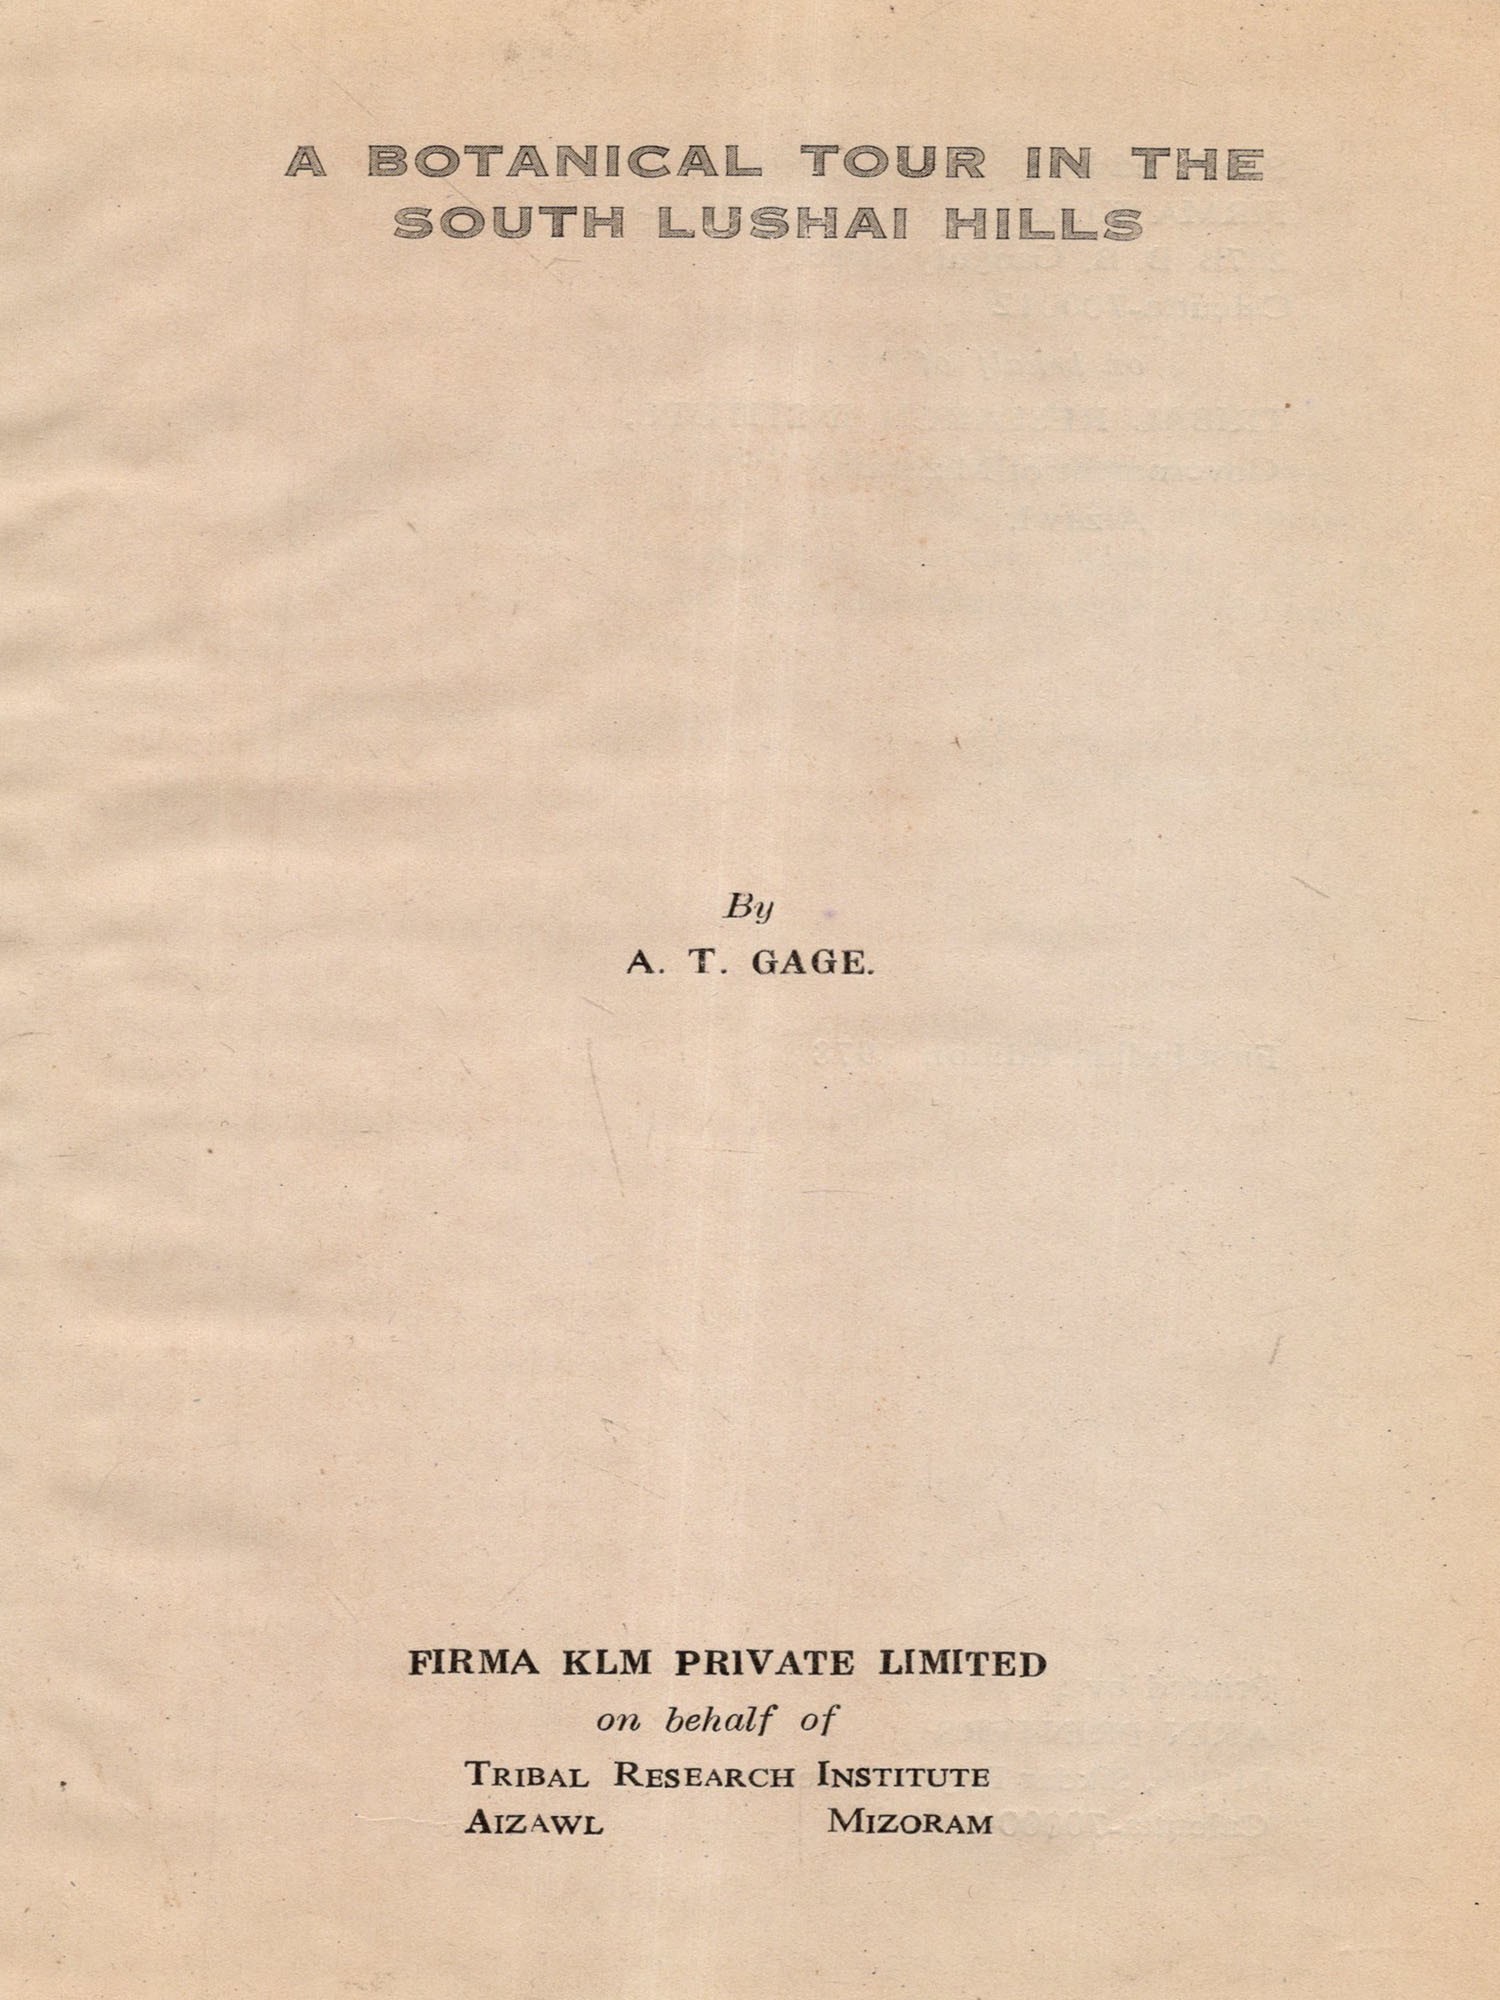 A BOTANICAL TOUR IN THE
SOUTH LUSHAI HILLS
By
A. T. GAGE.
FIRMA KLM PRIVATE LIMITED
on behalf of
TRIBAL RESEARCH INSTITUTE
AIZAWL MIZORAM